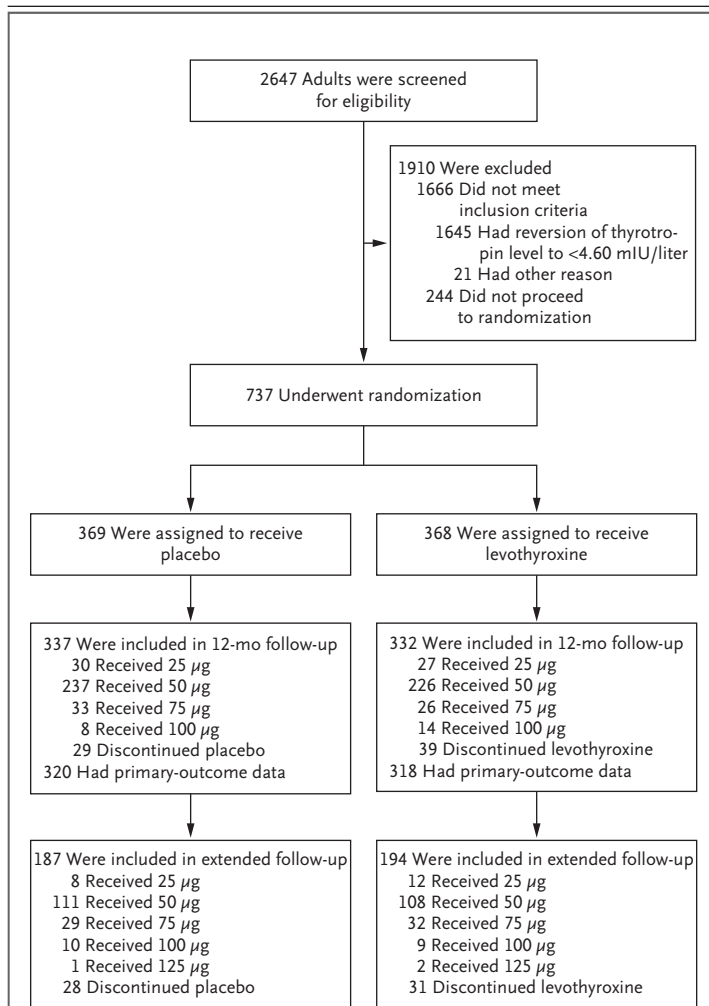 2647 Adults were screened
for eligibility
1910 Were excluded
1666 Did not meet
inclusion criteria
1645 Had reversion of thyrotro-
pin level to <4.60 mIU/liter
21 Had other reason
244 Did not proceed
to randomization
737 Underwent randomization
369 Were assigned to receive
placebo
368 Were assigned to receive
levothyroxine
337 Were included in 12-mo follow-up
30 Received 25 µg
237 Received 50 µg
33 Received 75 µg
8 Received 100 µg
29 Discontinued placebo
320 Had primary-outcome data
332 Were included in 12-mo follow-up
27 Received 25 µg
226 Received 50 µg
26 Received 75 µg
14 Received 100 µg
39 Discontinued levothyroxine
318 Had primary-outcome data
187 Were included in extended follow-up
8 Received 25 µg
111 Received 50 µg
29 Received 75 µg
10 Received 100 µg
1 Received 125 µg
28 Discontinued placebo
194 Were included in extended follow-up
12 Received 25 µg
108 Received 50 µg
32 Received 75 µg
9 Received 100 µg
2 Received 125 µg
31 Discontinued levothyroxine